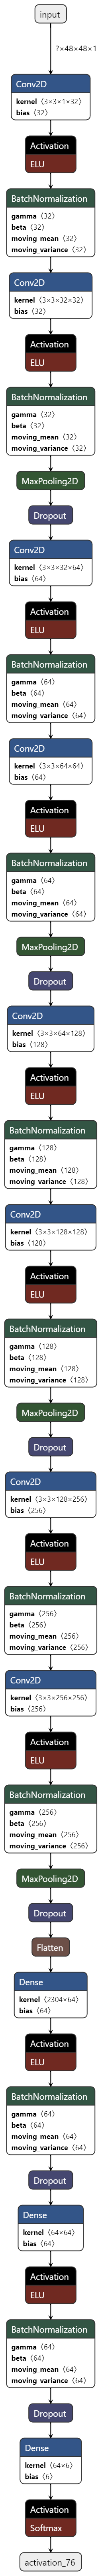 input
?×48×48×1
Conv2D
kernel (3×3×1×32)
bias (32)
Activation
ELU
BatchNormalization
gamma (32)
beta (32)
moving_mean (32)
moving_variance (32)
Conv2D
kernel (3×3×32×32)
bias (32)
Activation
ELU
BatchNormalization
gamma (32)
beta (32)
moving_mean (32)
moving_variance (32)
MaxPooling2D
Dropout
Conv2D
kernel (3×3×32×64)
bias (64)
Activation
ELU
BatchNormalization
gamma (64)
beta (64)
moving_mean (64)
moving_variance (64)
Conv2D
kernel (3×3×64×64)
bias (64)
Activation
ELU
BatchNormalization
gamma (64)
beta (64)
moving_mean (64)
moving_variance (64)
MaxPooling2D
Dropout
Conv2D
kernel (3×3×64×128)
bias (128)
Activation
ELU
BatchNormalization
gamma (128)
beta (128)
moving_mean (128)
moving_variance (128)
Conv2D
kernel (3×3×128×128)
bias (128)
Activation
ELU
BatchNormalization
gamma (128)
beta (128)
moving_mean (128)
moving_variance (128)
MaxPooling2D
Dropout
Conv2D
kernel (3×3×128×256)
bias (256)
Activation
ELU
BatchNormalization
gamma (256)
beta (256)
moving_mean (256)
moving_variance (256)
Conv2D
kernel (3×3×256×256)
bias (256)
Activation
ELU
BatchNormalization
gamma (256)
beta (256)
moving_mean (256)
moving_variance (256)
MaxPooling2D
Dropout
Flatten
Dense
kernel (2304×64)
bias (64)
Activation
ELU
BatchNormalization
gamma (64)
beta (64)
moving_mean (64)
moving_variance (64)
Dropout
Dense
kernel (64×64)
bias (64)
Activation
ELU
BatchNormalization
gamma (64)
beta (64)
moving_mean (64)
moving_variance (64)
Dropout
Dense
kernel (64×6)
bias (6)
Activation
Softmax
activation_76